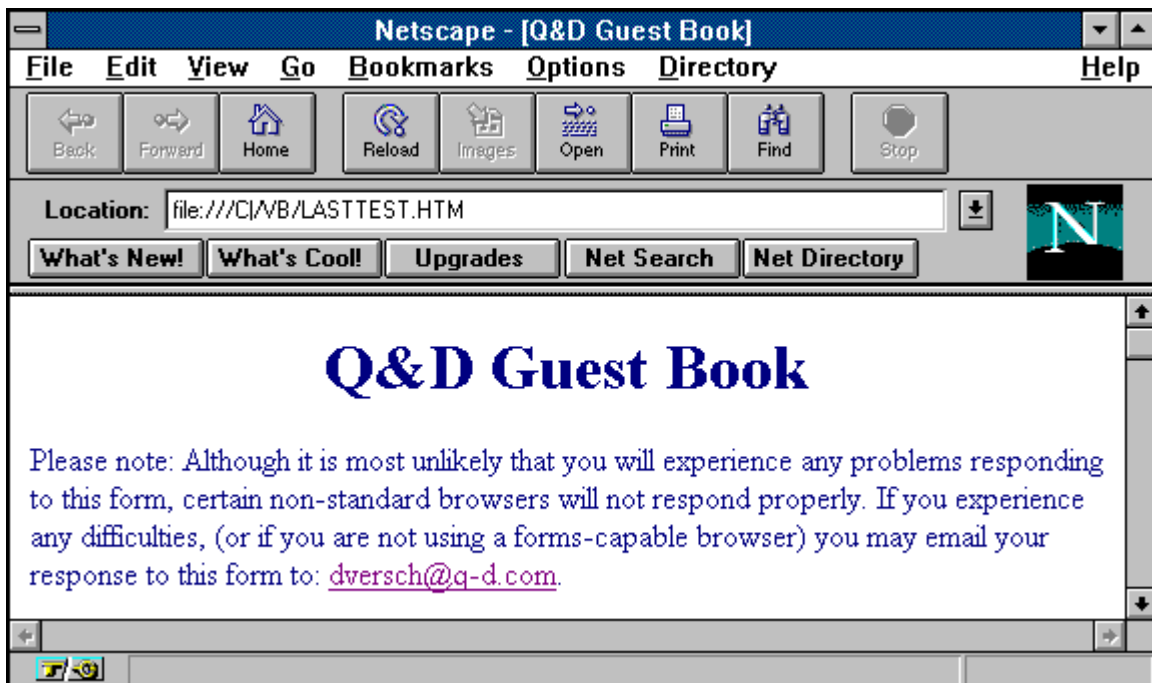 Netscape - [Q&D Guest Book]
File Edit View Go Bookmarks Options Directory Help
Back Forward Home Reload Images Open Print Find Stop
Location: file:///C|/VB/LASTTEST.HTM
N
What's New! What's Cool! Upgrades Net Search Net Directory
Q&D Guest Book
Please note: Although it is most unlikely that you will experience any problems responding
to this form, certain non-standard browsers will not respond properly. If you experience
any difficulties, (or if you are not using a forms-capable browser) you may email your
response to this form to: dversch@q-d.com.